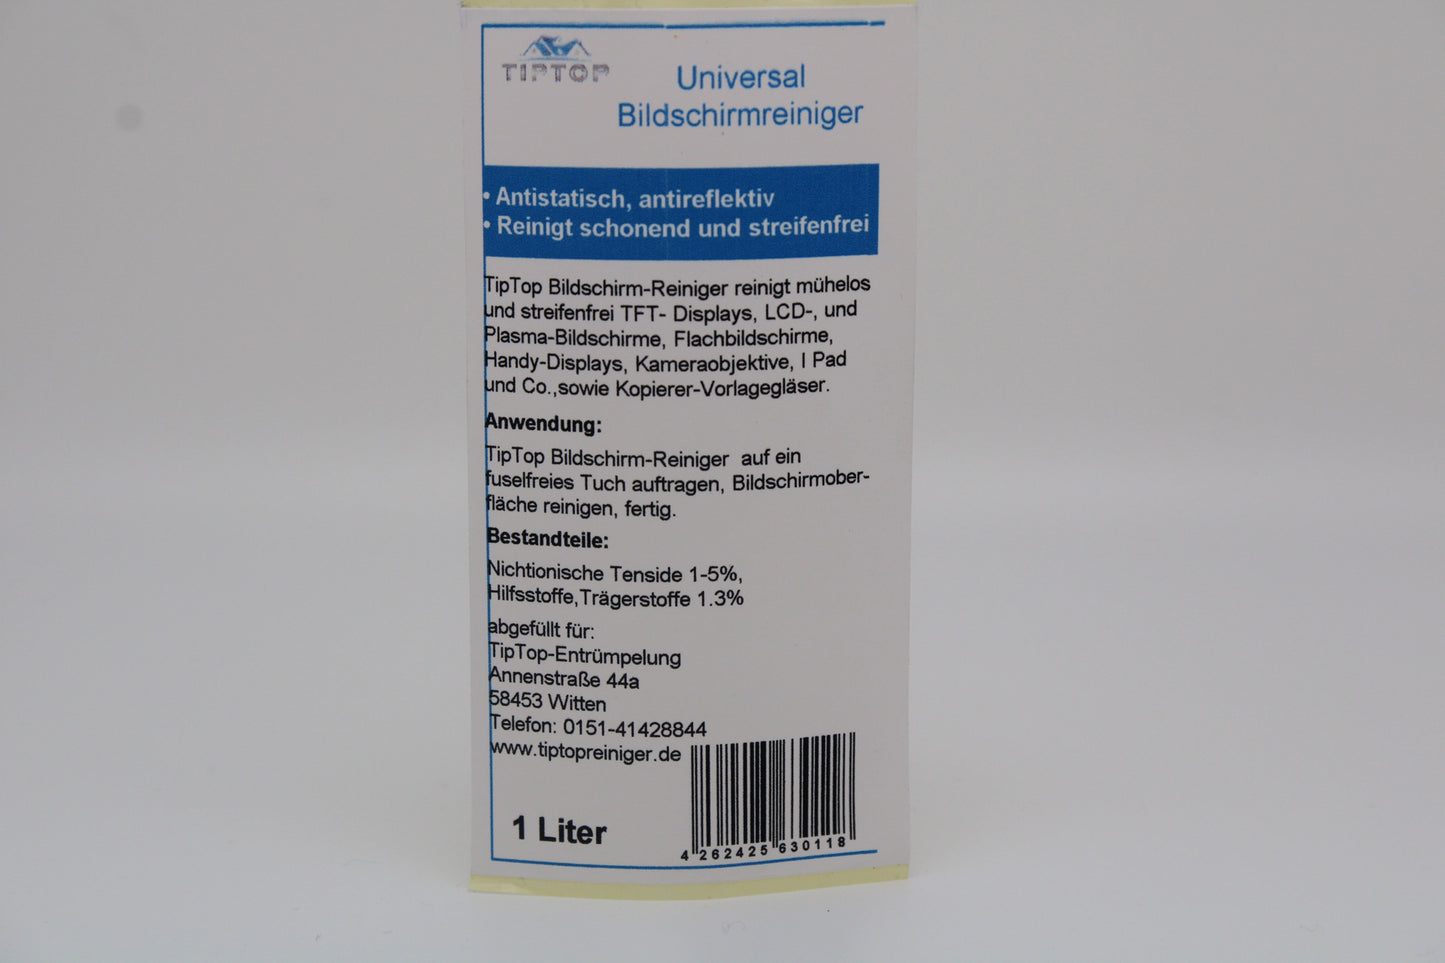 TIPTOP
Universal
Bildschirmreiniger
• Antistatisch, antireflektiv
• Reinigt schonend und streifenfrei
TipTop Bildschirm-Reiniger reinigt mühelos
und streifenfrei TFT- Displays, LCD-, und
Plasma-Bildschirme, Flachbildschirme,
Handy-Displays, Kameraobjektive, I Pad
und Co.,sowie Kopierer-Vorlagegläser.
Anwendung:
TipTop Bildschirm-Reiniger  auf ein
fuselfreies Tuch auftragen, Bildschirmober-
fläche reinigen, fertig.
Bestandteile:
Nichtionische Tenside 1-5%,
Hilfsstoffe,Trägerstoffe 1.3%
abgefüllt für:
TipTop-Entrümpelung
Annenstraße 44a
58453 Witten
Telefon: 0151-41428844
www.tiptopreiniger.de
1 Liter
4 262425 630118